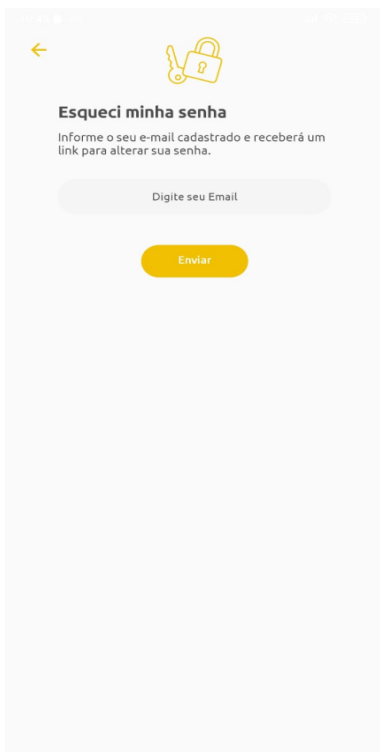 Esqueci minha senha
Informe o seu e-mail cadastrado e receberá um
link para alterar sua senha.
Digite seu Email
Enviar